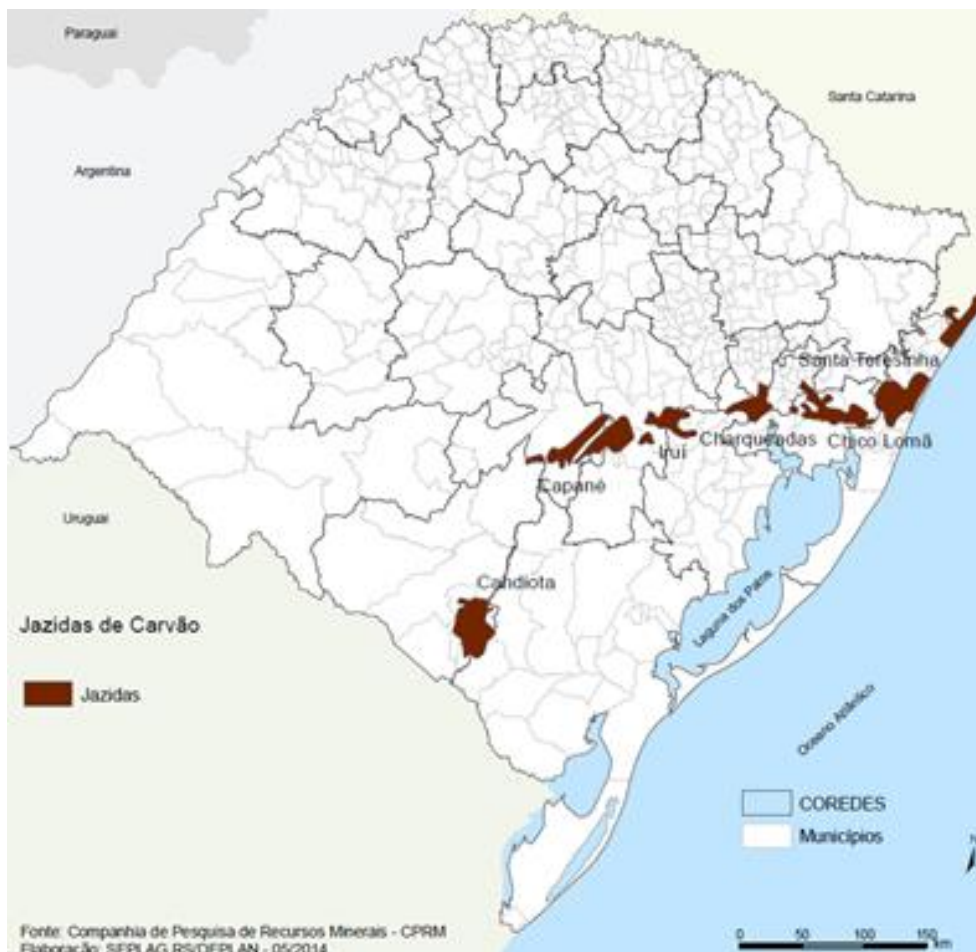 Paraguai
Santa Catarina
Argentina
Santa Teresinha
Charqueadas
Chico Lomã
Iruí
Capané
Uruguai
Candiota
Laguna dos Patos
Jazidas de Carvão
Jazidas
Oceano Atlântico
COREDES
Municípios
N
Fonte: Companhia de Pesquisa de Recursos Minerais - CPRM
Elaboração: SEPLAG RS/DEPLAN - 05/2014
0 50 100 150
km